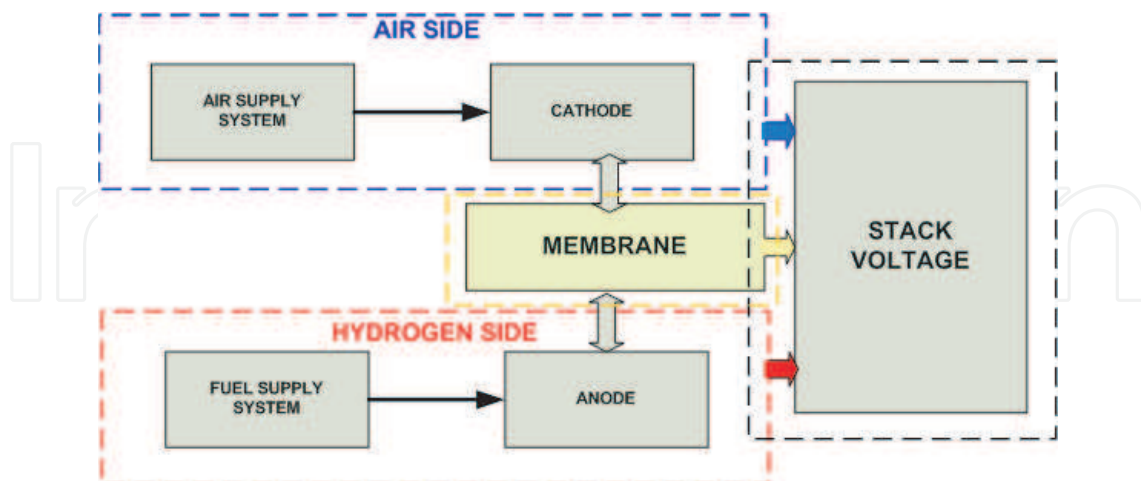 AIR SIDE
AIR SUPPLY
SYSTEM
CATHODE
MEMBRANE
STACK
VOLTAGE
HYDROGEN SIDE
FUEL SUPPLY
SYSTEM
ANODE